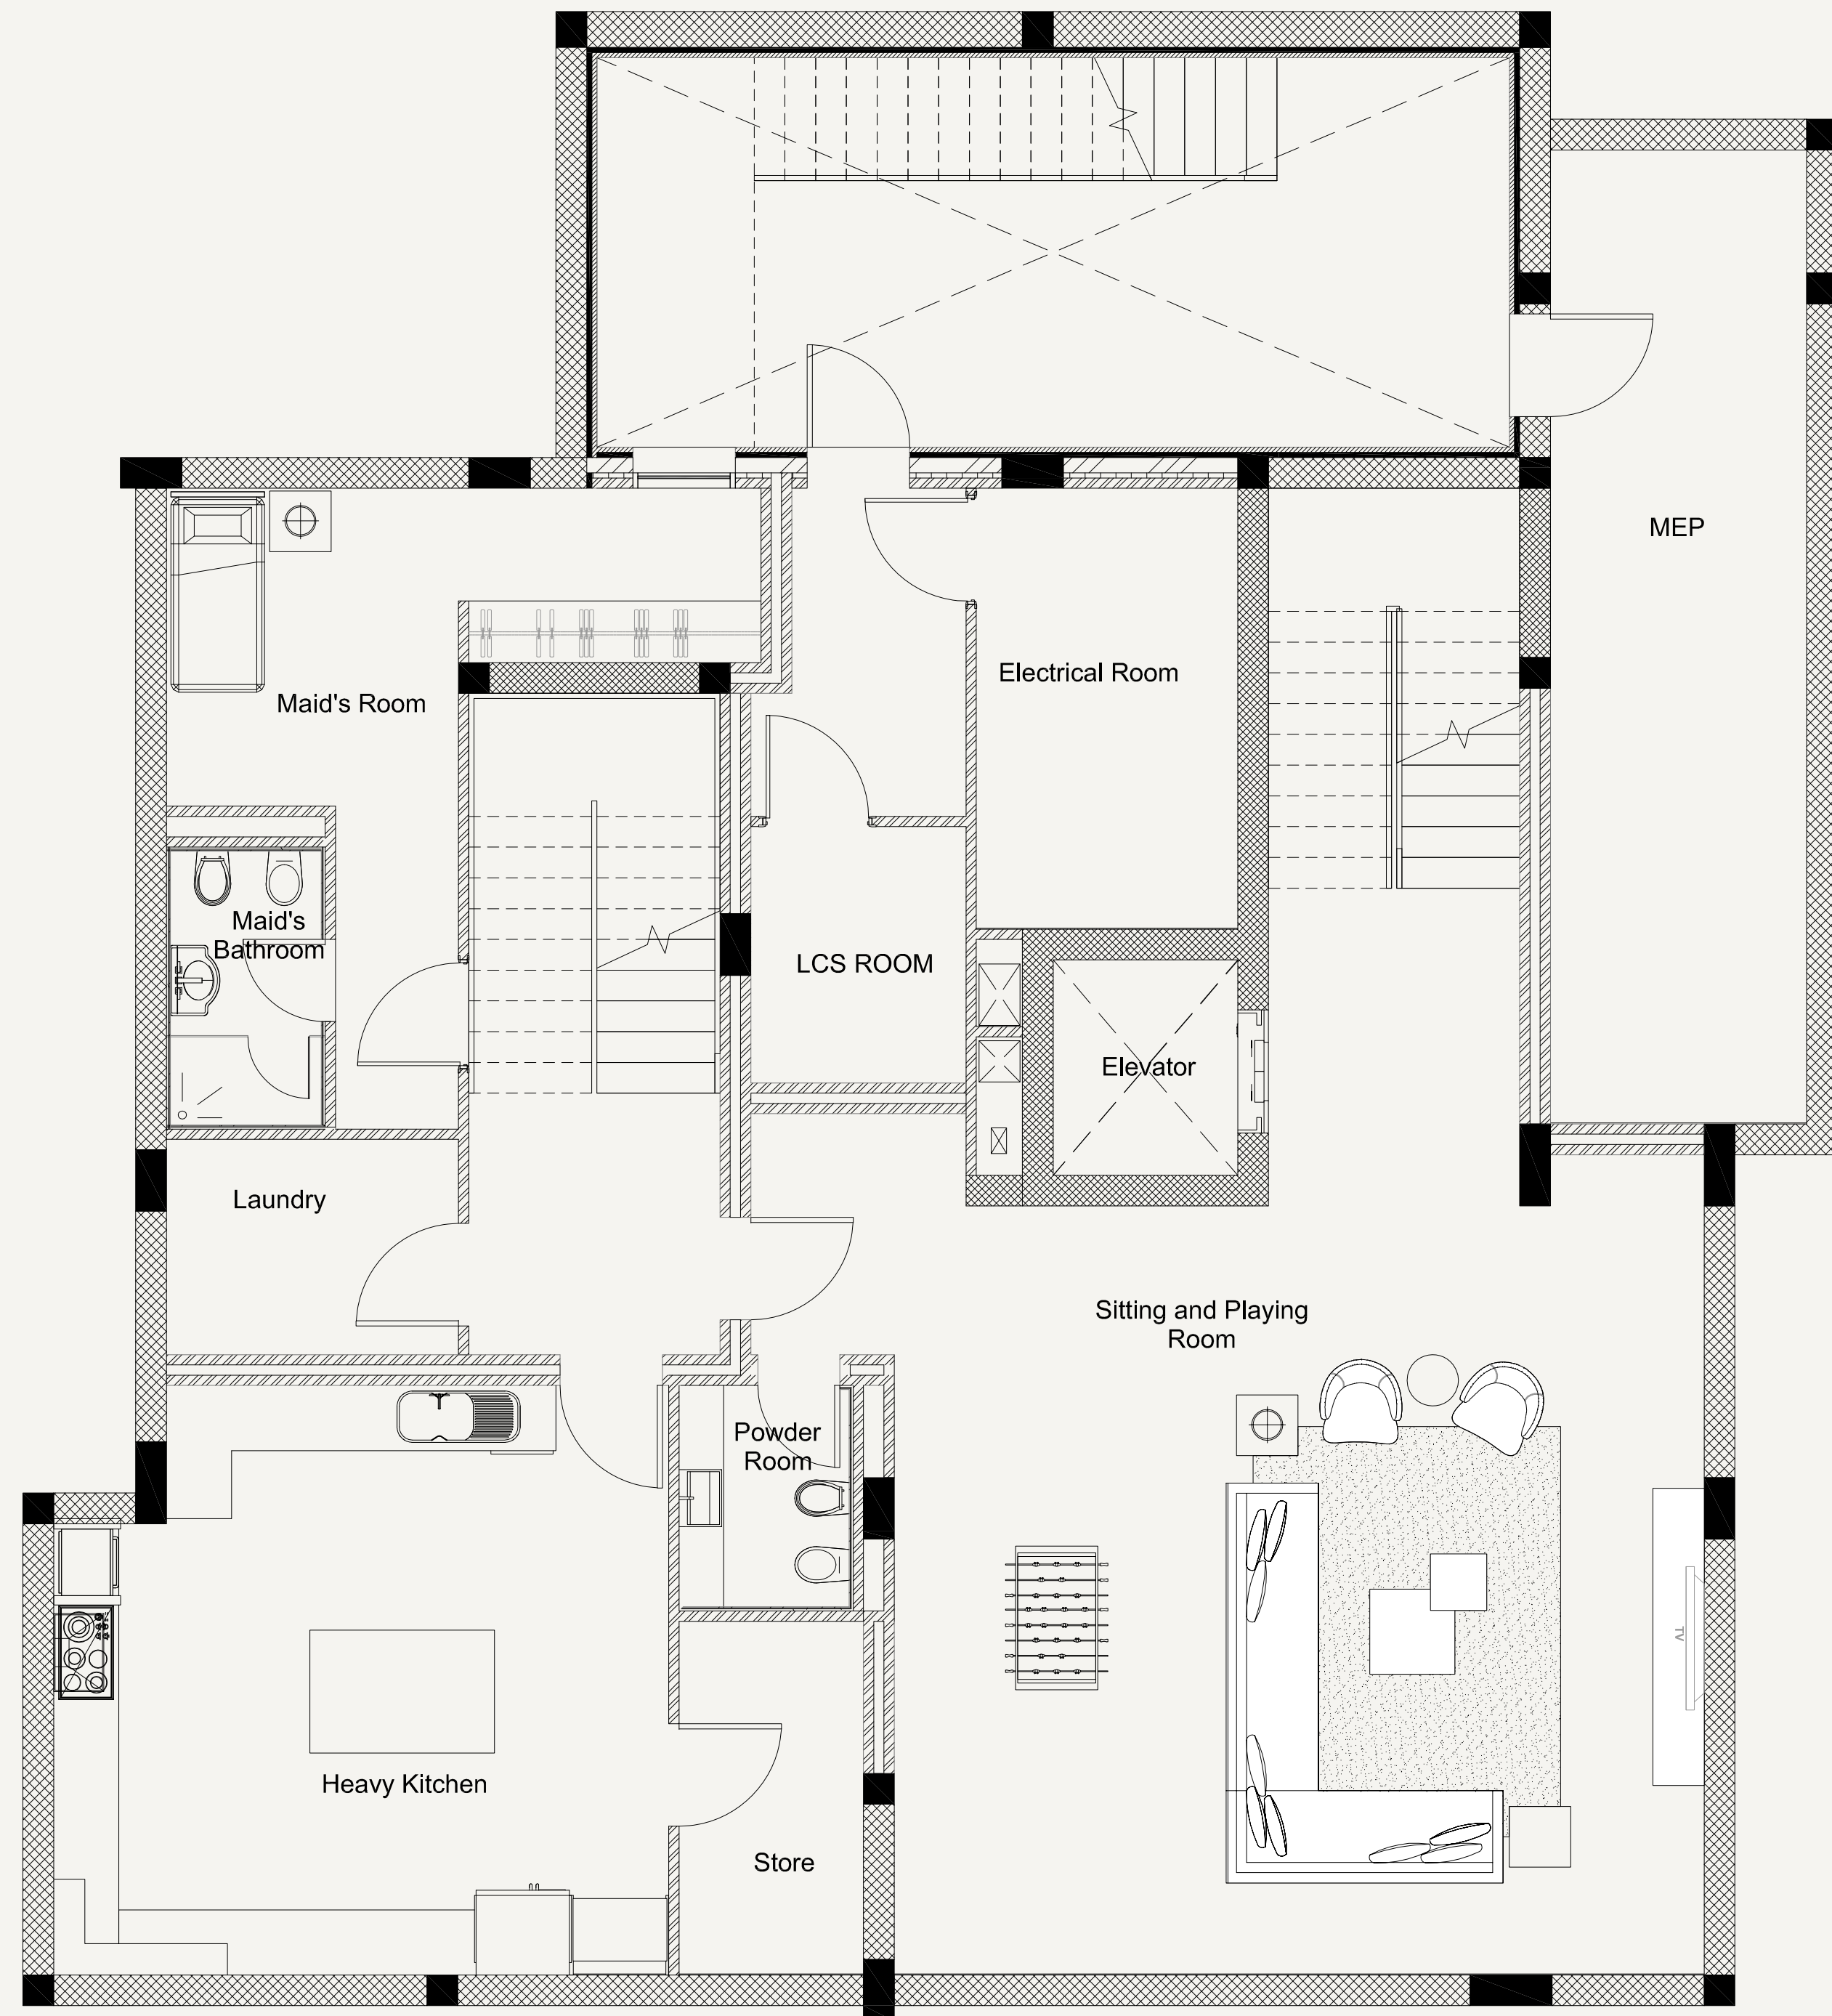 MEP
Electrical Room
Maid's Room
Maid's
Bathroom
LCS ROOM
Elevator
Laundry
Sitting and Playing
Room
Powder
Room
TV
Heavy Kitchen
Store